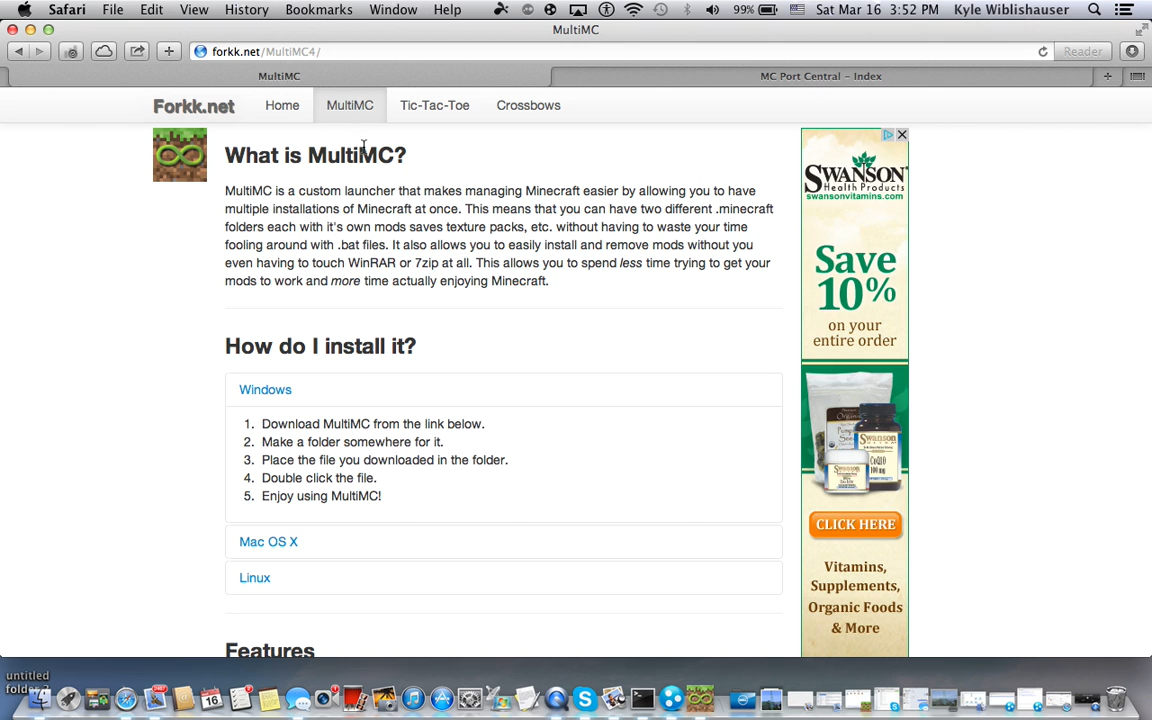 Safari File Edit View History Bookmarks Window Help 99% Sat Mar 16 3:52 PM Kyle Wiblishauser
MultiMC
forkk.net/MultiMC4/ Reader
MultiMC MC Port Central – Index
Forkk.net Home MultiMC Tic-Tac-Toe Crossbows
What is MultiMC?
MultiMC is a custom launcher that makes managing Minecraft easier by allowing you to have
multiple installations of Minecraft at once. This means that you can have two different .minecraft
folders each with it's own mods saves texture packs, etc. without having to waste your time
fooling around with .bat files. It also allows you to easily install and remove mods without you
even having to touch WinRAR or 7zip at all. This allows you to spend less time trying to get your
mods to work and more time actually enjoying Minecraft.
How do I install it?
Windows
1. Download MultiMC from the link below.
2. Make a folder somewhere for it.
3. Place the file you downloaded in the folder.
4. Double click the file.
5. Enjoy using MultiMC!
Mac OS X
Linux
Features
SWANSON
Health Products
swansonvitamins.com
Save
10%
on your
entire order
SWANSON
CoQ10
100 mg
CLICK HERE
Vitamins,
Supplements,
Organic Foods
& More
untitled
folder
16